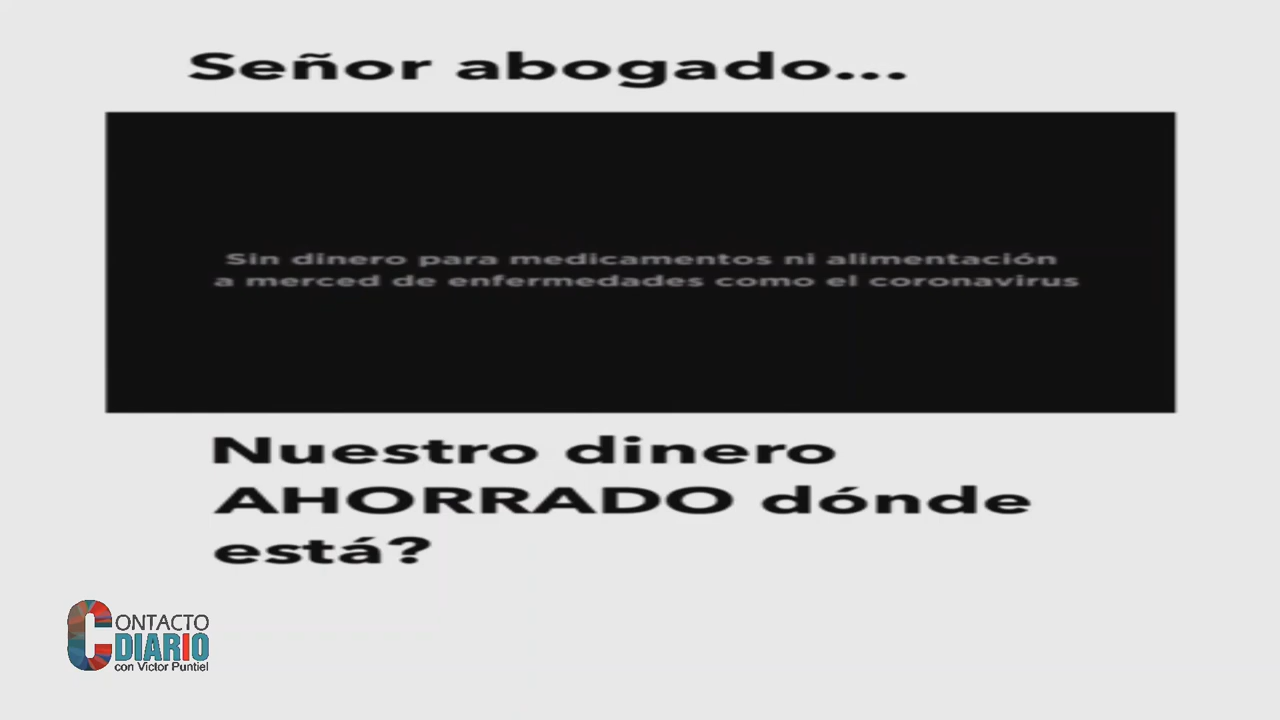 Señor abogado...
Sin dinero para medicamentos ni alimentación
a merced de enfermedades como el coronavirus
Nuestro dinero
AHORRADO dónde
está?
CONTACTO
DIARIO
con Victor Puntiel